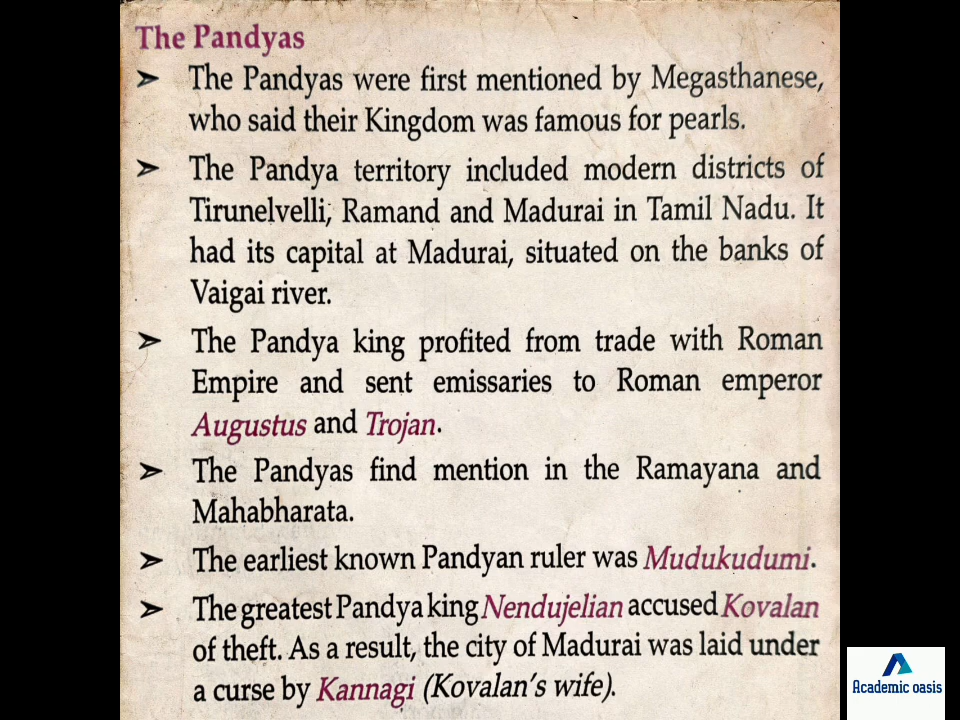 The Pandyas
➢ The Pandyas were first mentioned by Megasthanese,
who said their Kingdom was famous for pearls.
➢ The Pandya territory included modern districts of
Tirunelvelli, Ramand and Madurai in Tamil Nadu. It
had its capital at Madurai, situated on the banks of
Vaigai river.
➢ The Pandya king profited from trade with Roman
Empire and sent emissaries to Roman emperor
Augustus and Trojan.
➢ The Pandyas find mention in the Ramayana and
Mahabharata.
➢ The earliest known Pandyan ruler was Mudukudumi.
➢ The greatest Pandya king Nendujelian accused Kovalan
of theft. As a result, the city of Madurai was laid under
a curse by Kannagi (Kovalan's wife).
Academic oasis